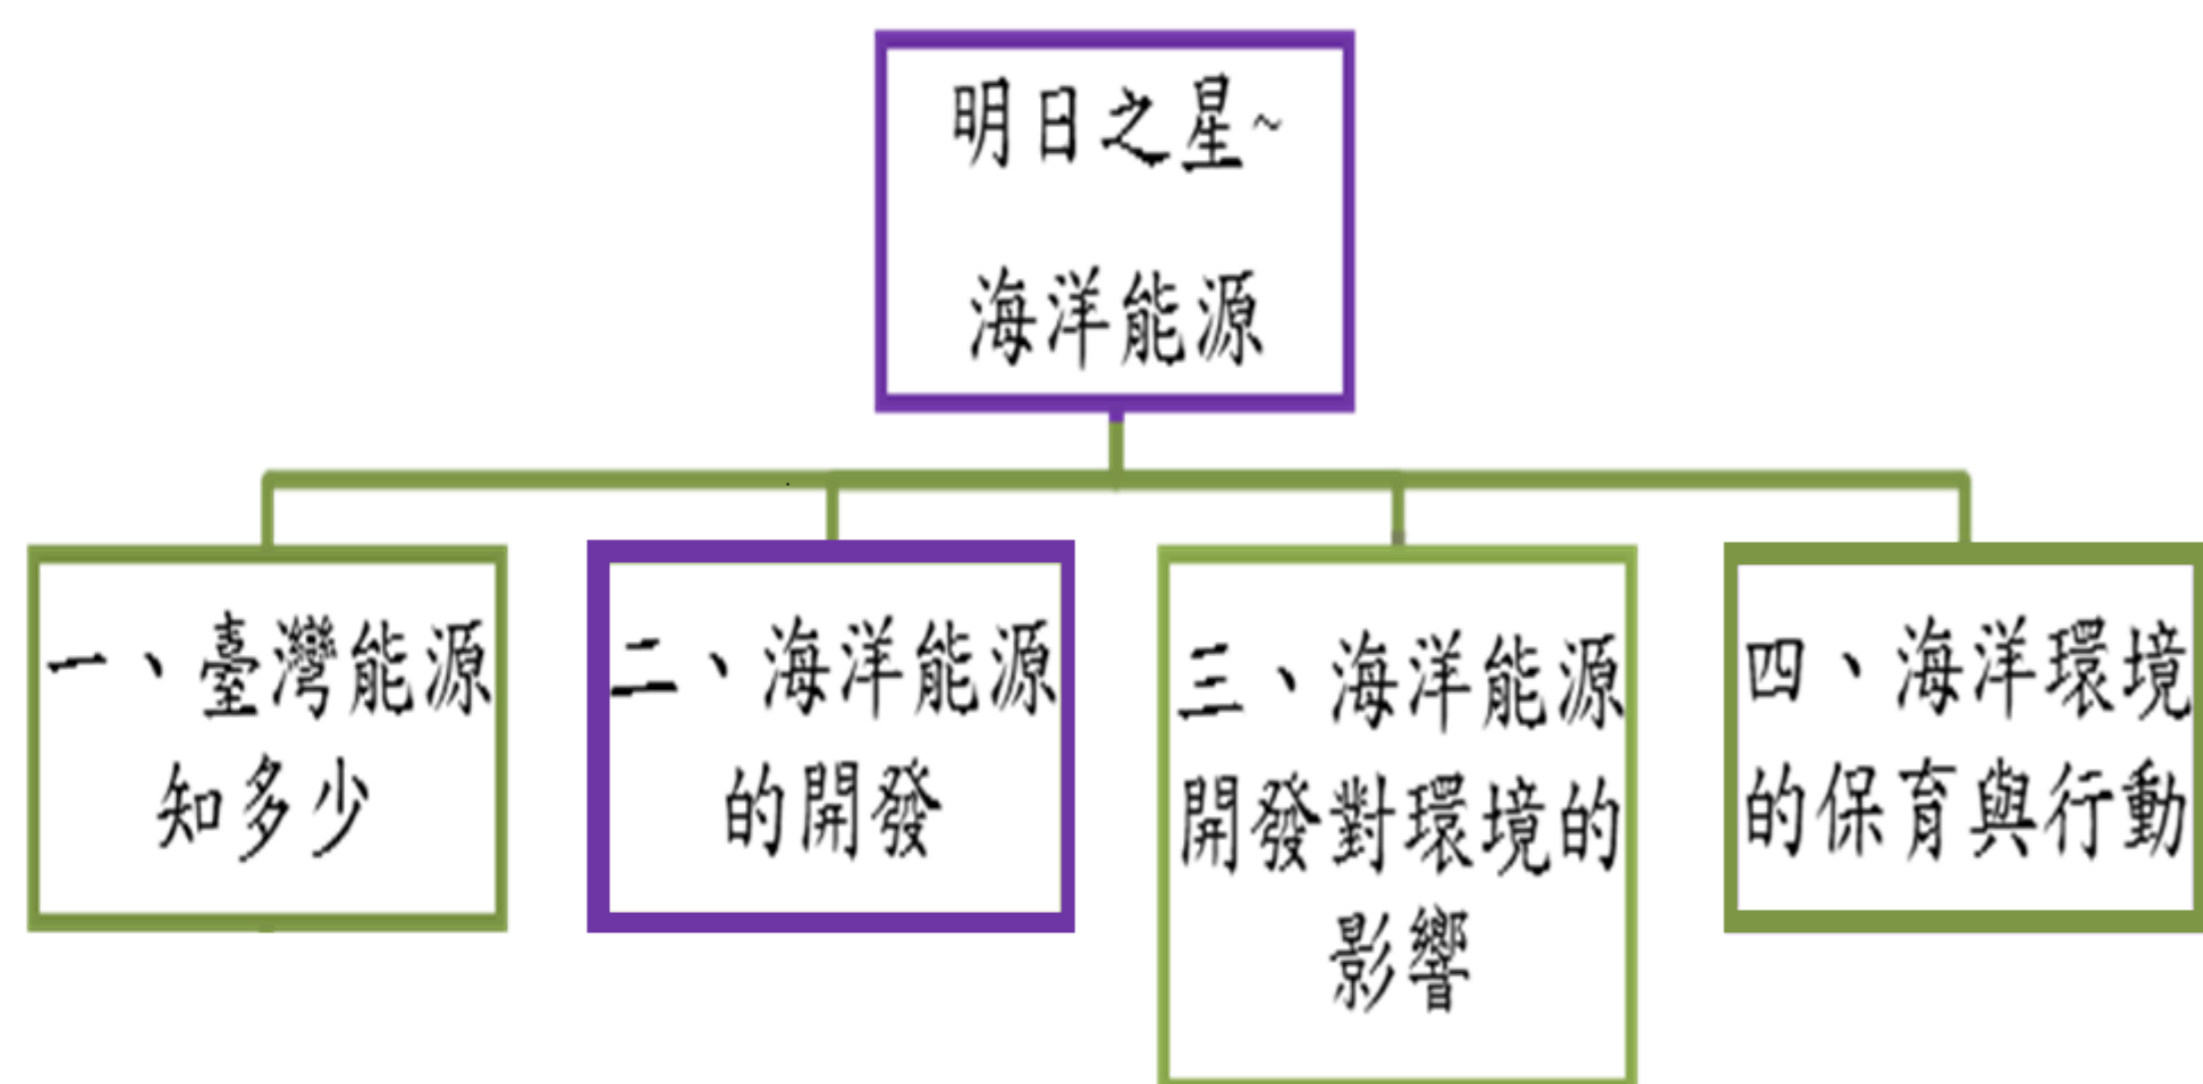 明日之星~
海洋能源
一、臺灣能源
知多少
二、海洋能源
的開發
三、海洋能源
開發對環境的
影響
四、海洋環境
的保育與行動